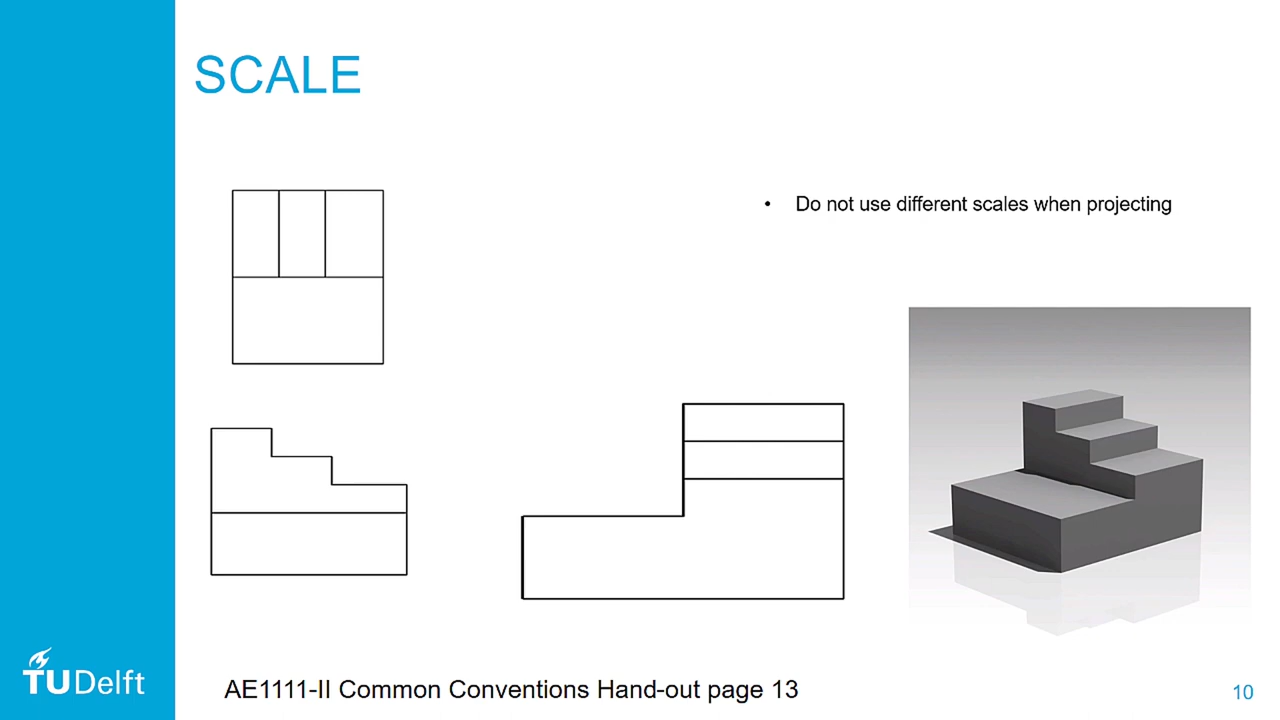 SCALE
• Do not use different scales when projecting
TUDelft
AE1111-II Common Conventions Hand-out page 13
10